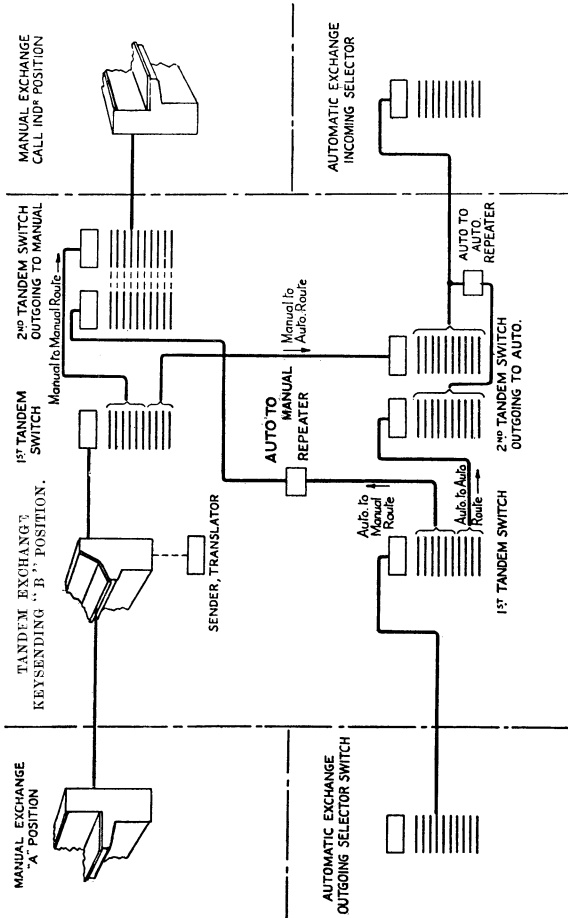 MANUAL EXCHANGE
"A" POSITION
TANDEM EXCHANGE
KEYSENDING "B" POSITION.
SENDER, TRANSLATOR
1ST TANDEM
SWITCH
Manual to Manual Route
2ND TANDEM SWITCH
OUTGOING TO MANUAL
MANUAL EXCHANGE
CALL INDR POSITION
AUTO TO
MANUAL
REPEATER
Manual to
Auto. Route
AUTOMATIC EXCHANGE
OUTGOING SELECTOR SWITCH
Auto. to
Manual
Route
Auto. to Auto
Route
1ST TANDEM SWITCH
2ND TANDEM SWITCH
OUTGOING TO AUTO.
AUTO TO
AUTO.
REPEATER
AUTOMATIC EXCHANGE
INCOMING SELECTOR